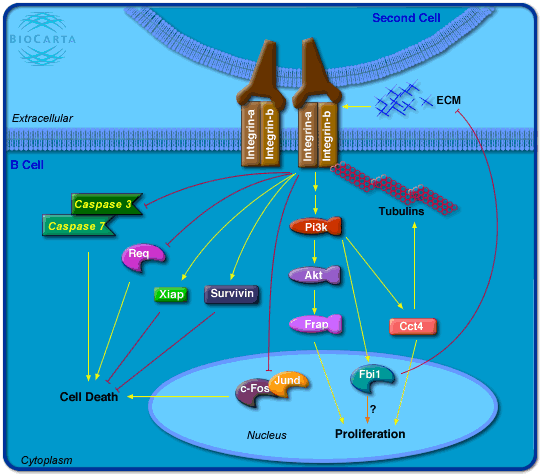 BIOCARTA
Second Cell
ECM
Extracellular
Integrin-a
Integrin-b
Integrin-a
Integrin-b
B Cell
Caspase 3
Caspase 7
Tubulins
Pi3k
Req
Akt
Xiap
Survivin
Frap
Cct4
Fbi1
Jund
c-Fos
Cell Death
?
Nucleus
Proliferation
Cytoplasm